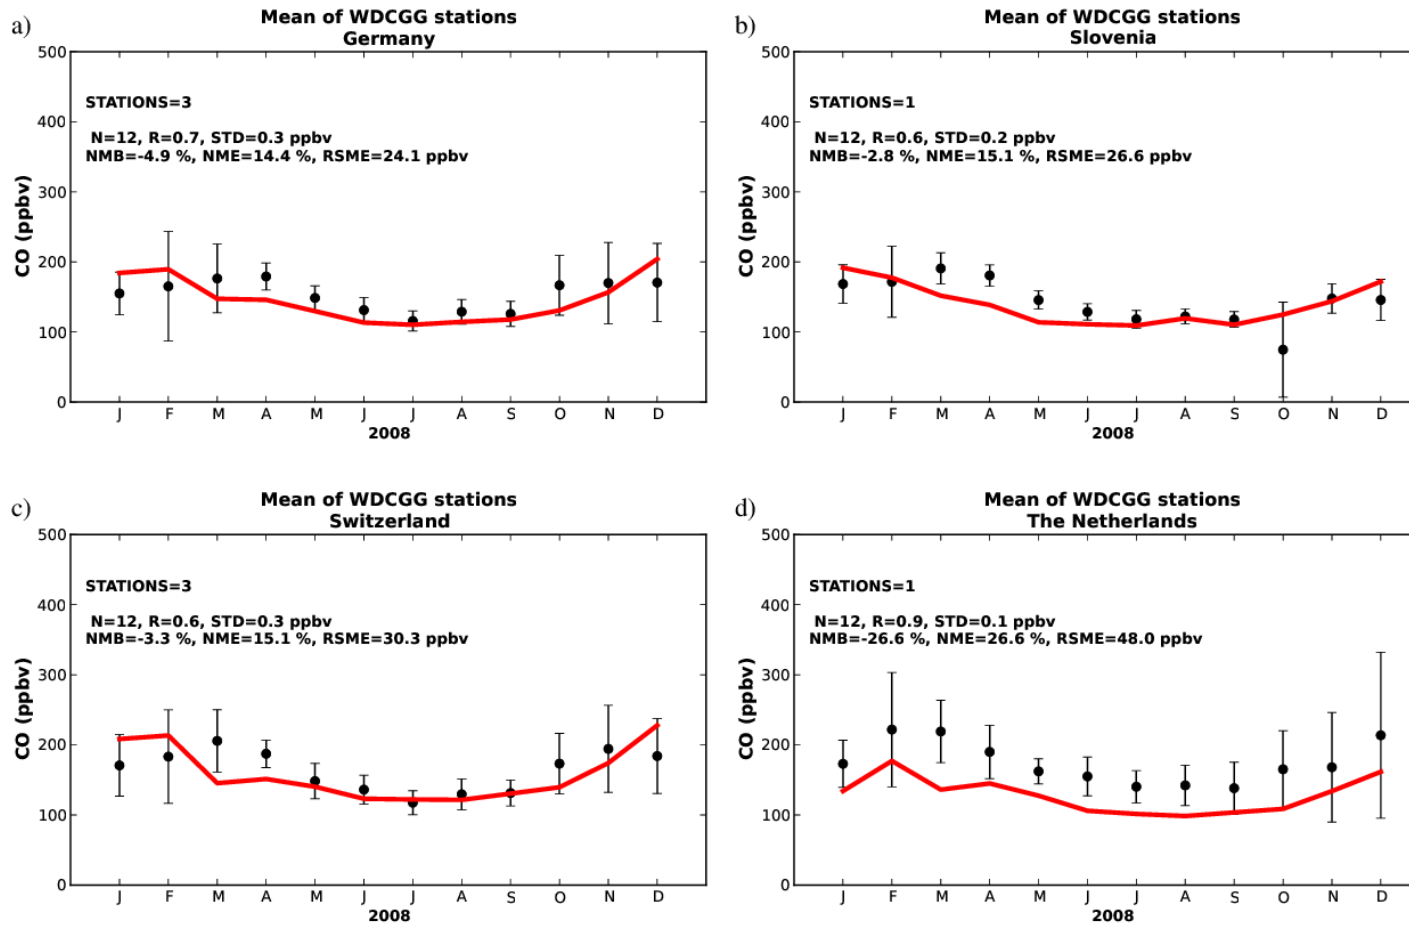 a)
Mean of WDCGG stations
Germany
CO (ppbv)
500
400
300
200
100
0
STATIONS=3
N=12, R=0.7, STD=0.3 ppbv
NMB=-4.9 %, NME=14.4 %, RSME=24.1 ppbv
J F M A M J J A S O N D
2008
b)
Mean of WDCGG stations
Slovenia
CO (ppbv)
500
400
300
200
100
0
STATIONS=1
N=12, R=0.6, STD=0.2 ppbv
NMB=-2.8 %, NME=15.1 %, RSME=26.6 ppbv
J F M A M J J A S O N D
2008
c)
Mean of WDCGG stations
Switzerland
CO (ppbv)
500
400
300
200
100
0
STATIONS=3
N=12, R=0.6, STD=0.3 ppbv
NMB=-3.3 %, NME=15.1 %, RSME=30.3 ppbv
J F M A M J J A S O N D
2008
d)
Mean of WDCGG stations
The Netherlands
CO (ppbv)
500
400
300
200
100
0
STATIONS=1
N=12, R=0.9, STD=0.1 ppbv
NMB=-26.6 %, NME=26.6 %, RSME=48.0 ppbv
J F M A M J J A S O N D
2008